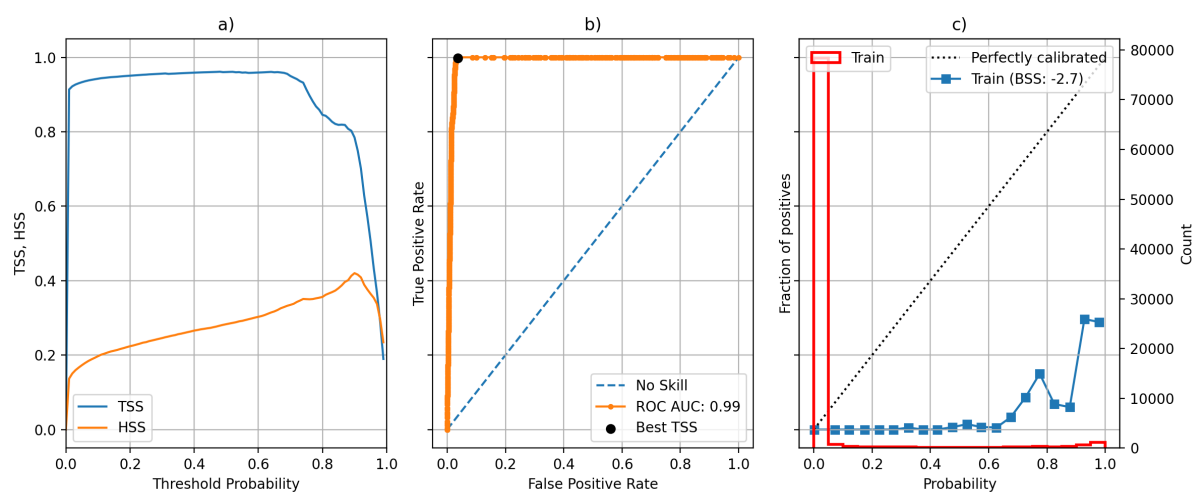 a)
TSS, HSS
1.0
0.8
0.6
0.4
0.2
0.0
TSS
HSS
0.0 0.2 0.4 0.6 0.8 1.0
Threshold Probability
b)
True Positive Rate
No Skill
ROC AUC: 0.99
Best TSS
0.0 0.2 0.4 0.6 0.8 1.0
False Positive Rate
c)
Fraction of positives
Train
Perfectly calibrated
Train (BSS: -2.7)
80000
70000
60000
50000
40000
30000
20000
10000
0
Count
0.0 0.2 0.4 0.6 0.8 1.0
Probability